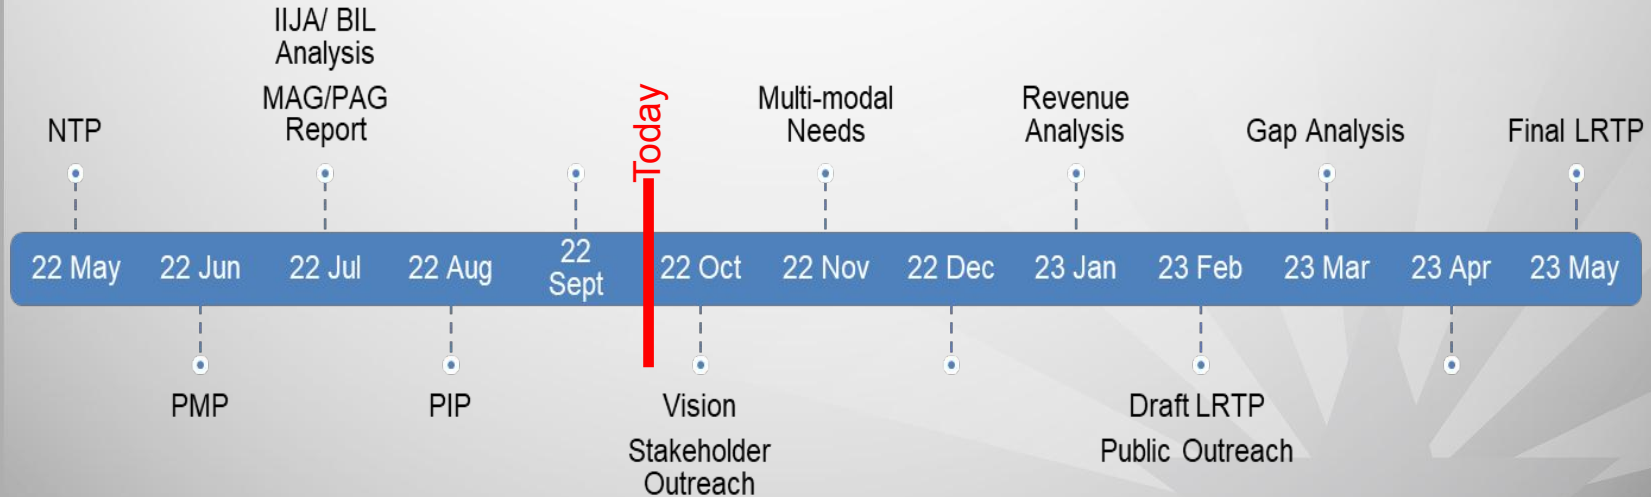 IIJA/ BIL
Analysis
MAG/PAG
Report
NTP
Today
Multi-modal
Needs
Revenue
Analysis
Gap Analysis
Final LRTP
22 May
22 Jun
22 Jul
22 Aug
22
Sept
22 Oct
22 Nov
22 Dec
23 Jan
23 Feb
23 Mar
23 Apr
23 May
PMP
PIP
Vision
Stakeholder
Outreach
Draft LRTP
Public Outreach